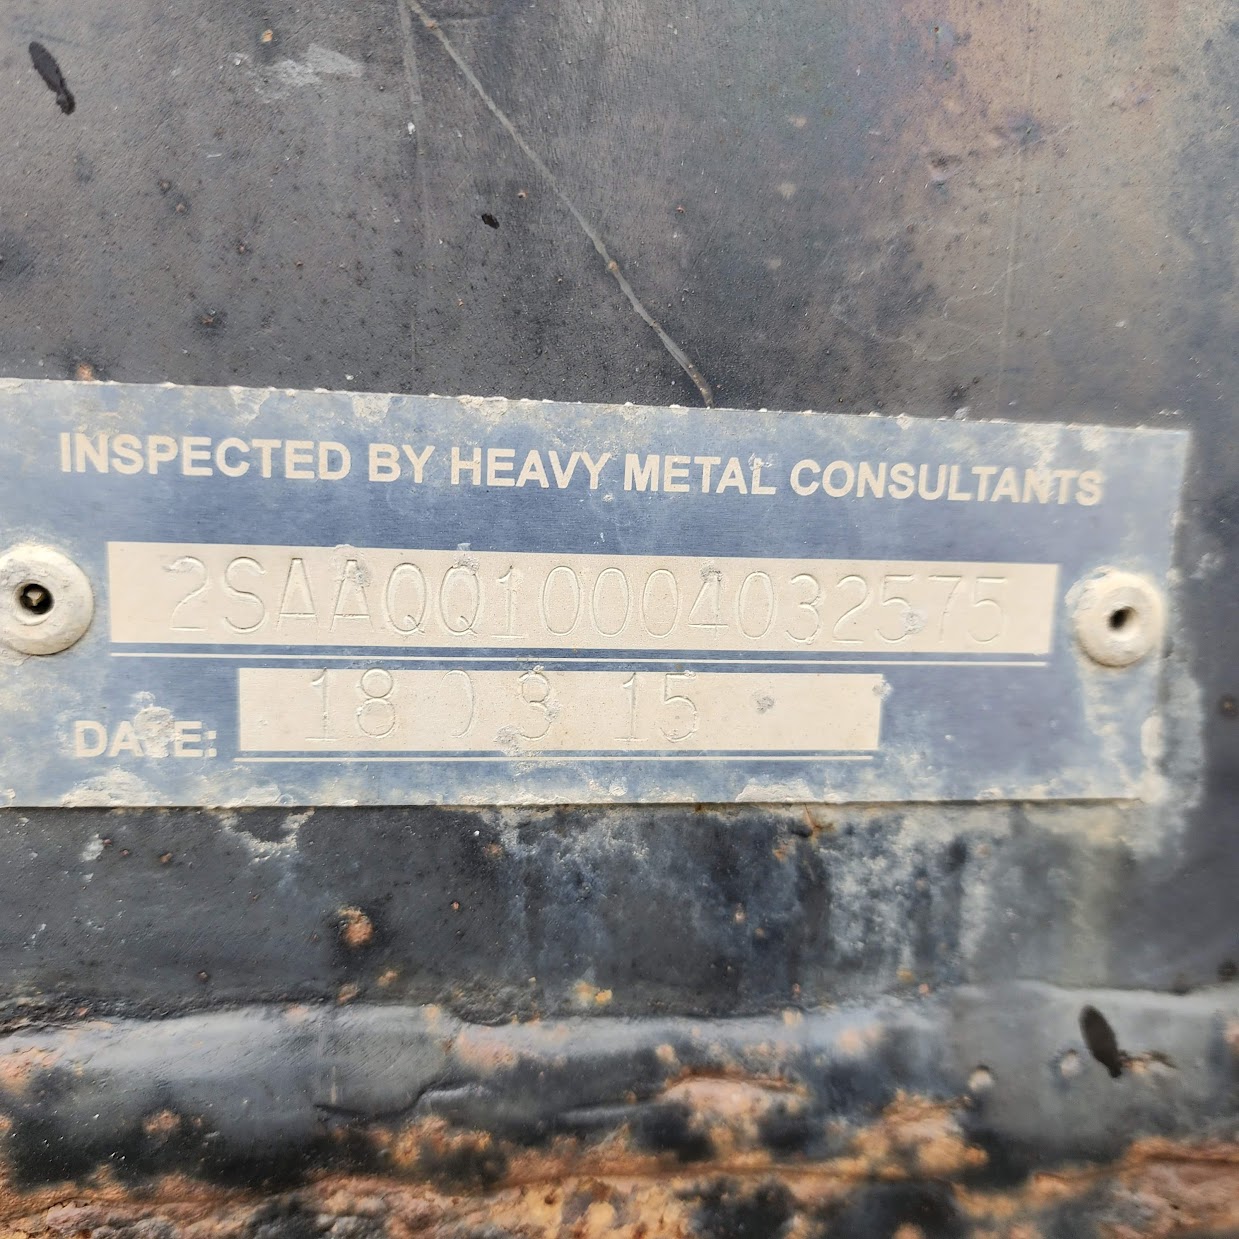 INSPECTED BY HEAVY METAL CONSULTANTS
2SAAQQ10004032575
DATE: 18 03 15